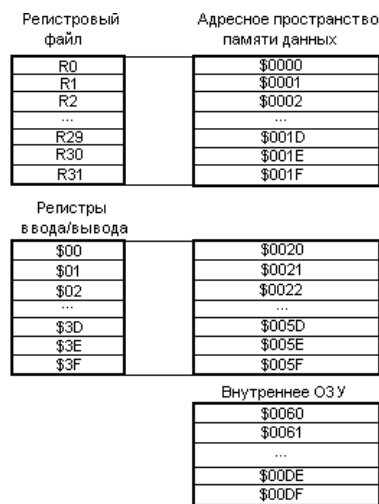 Регистровый файл
Адресное пространство памяти данных
R0 $0000
R1 $0001
R2 $0002
... ...
R29 $001D
R30 $001E
R31 $001F
Регистры ввода/вывода
$00 $0020
$01 $0021
$02 $0022
... ...
$3D $005D
$3E $005E
$3F $005F
Внутреннее ОЗУ
$0060
$0061
...
$00DE
$00DF